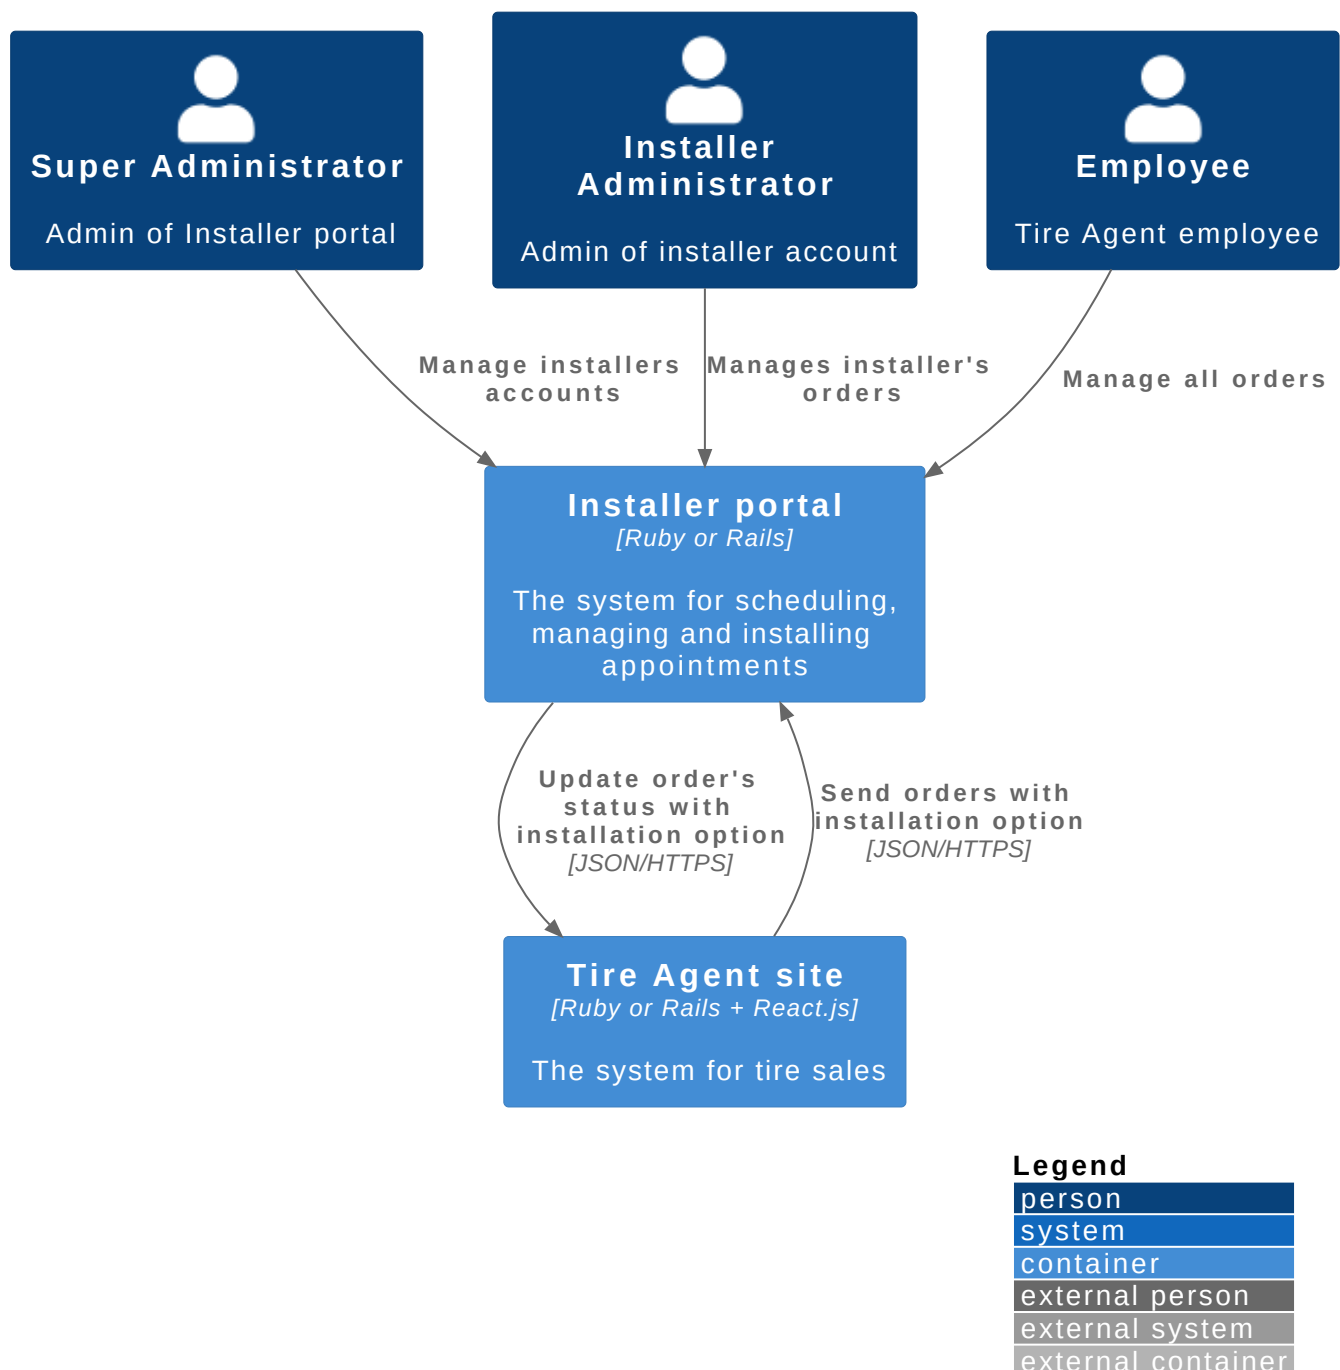 Super Administrator
Admin of Installer portal
Installer
Administrator
Admin of installer account
Employee
Tire Agent employee
Manage installers
accounts
Manages installer's
orders
Manage all orders
Installer portal
[Ruby or Rails]
The system for scheduling,
managing and installing
appointments
Update order's
status with
installation option
[JSON/HTTPS]
Send orders with
installation option
[JSON/HTTPS]
Tire Agent site
[Ruby or Rails + React.js]
The system for tire sales
Legend
person
system
container
external person
external system
external container